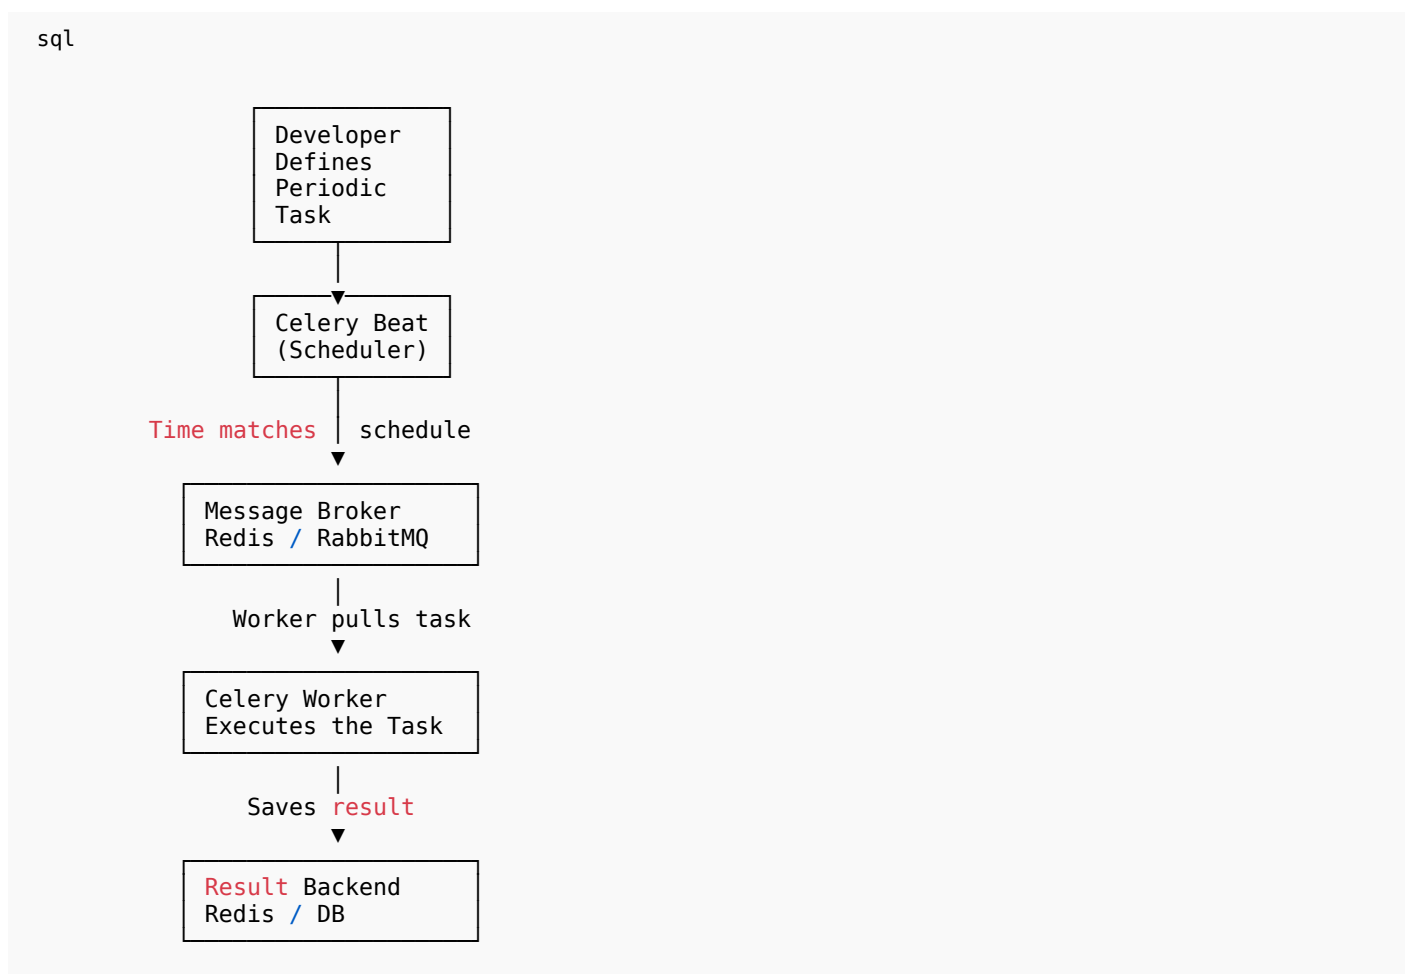 sql
Developer
Defines
Periodic
Task
Celery Beat
(Scheduler)
Time matches │ schedule
Message Broker
Redis / RabbitMQ
Worker pulls task
Celery Worker
Executes the Task
Saves result
Result Backend
Redis / DB